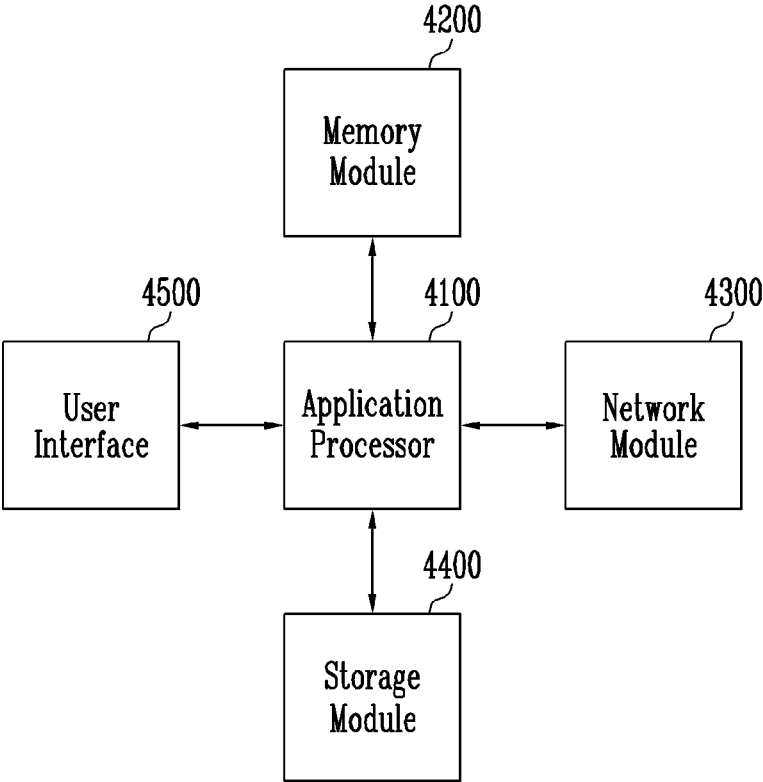 4200
Memory
Module
4500
4100
4300
User
Interface
Application
Processor
Network
Module
4400
Storage
Module